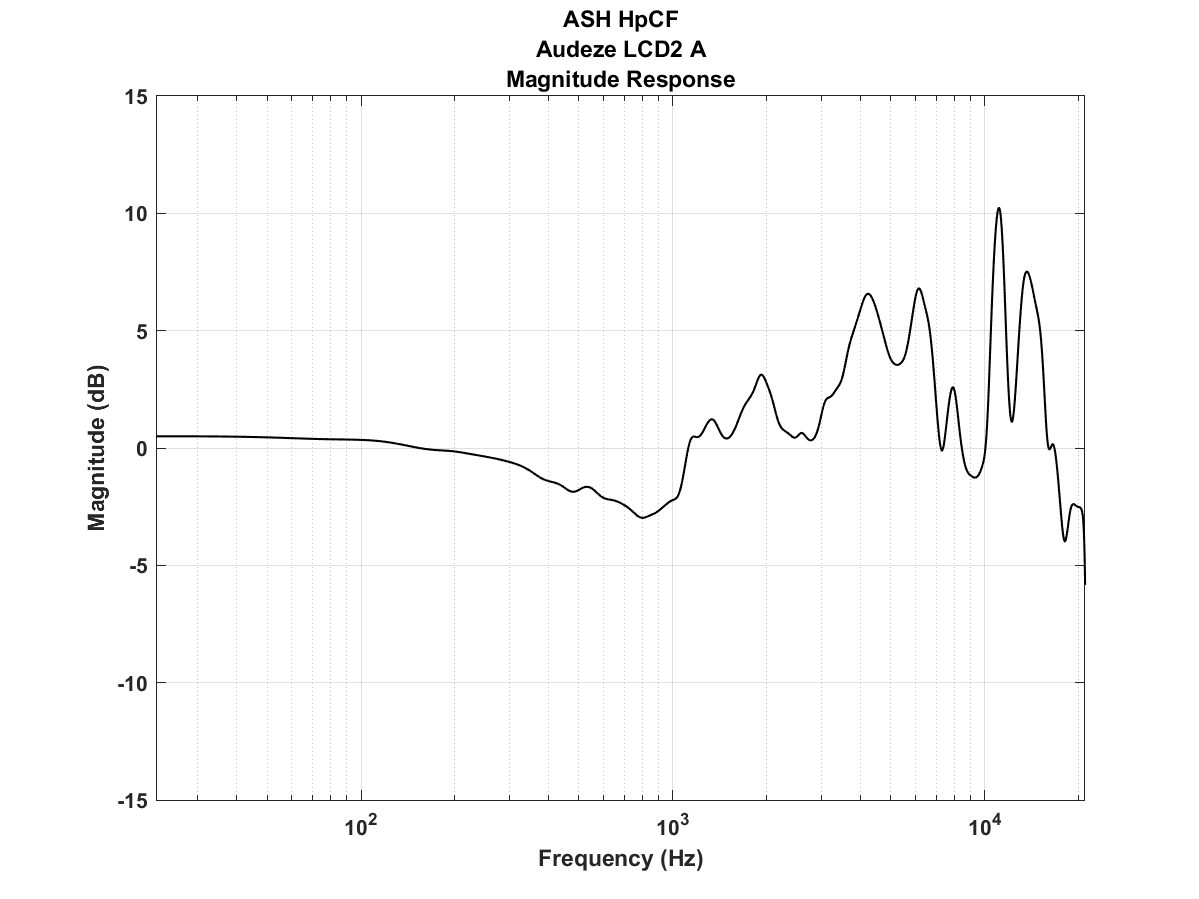 ASH HpCF
Audeze LCD2 A
Magnitude Response
15
10
5
0
-5
-10
-15
Magnitude (dB)
10² 10³ 10⁴
Frequency (Hz)